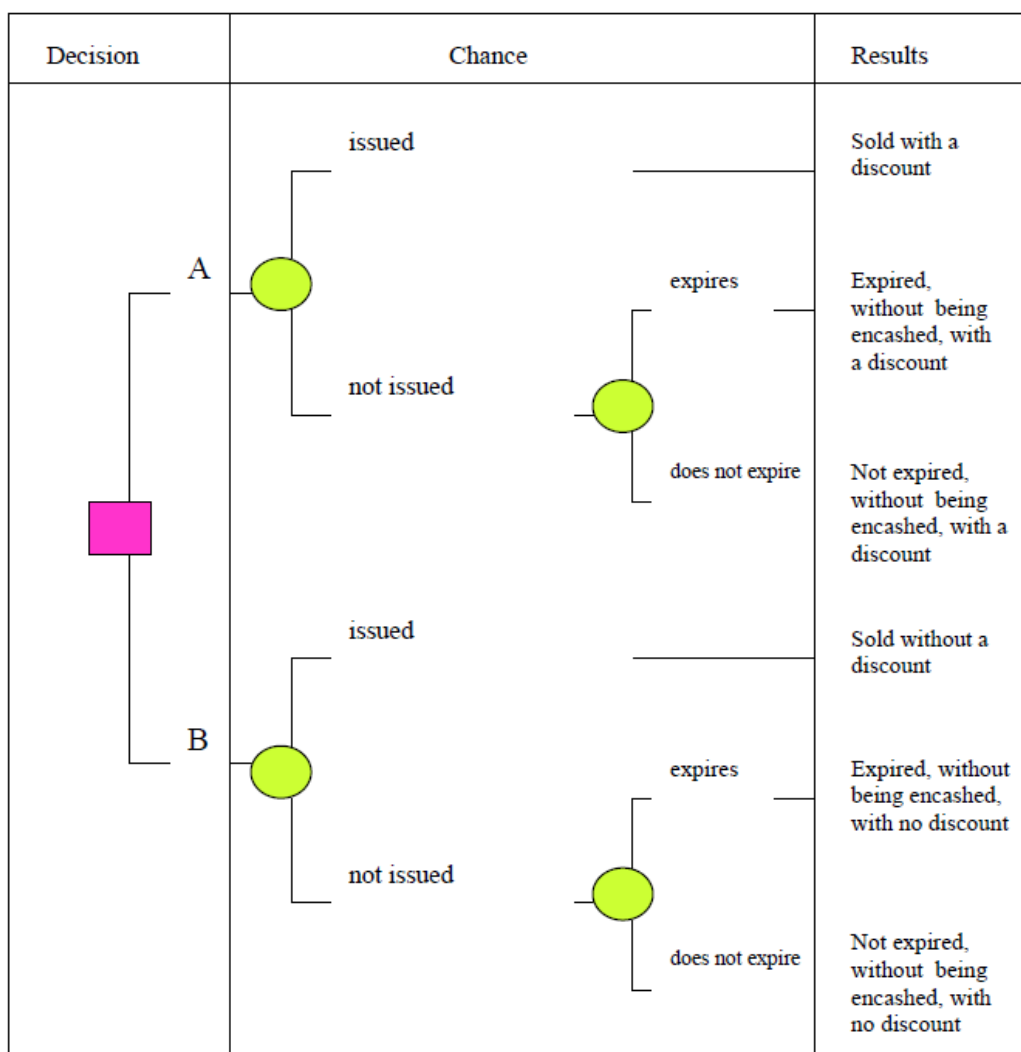 Decision
Chance
Results
issued
Sold with a
discount
A
expires
Expired,
without being
encashed, with
a discount
not issued
does not expire
Not expired,
without being
encashed, with a
discount
issued
Sold without a
discount
B
expires
Expired, without
being encashed,
with no discount
not issued
does not expire
Not expired,
without being
encashed, with
no discount